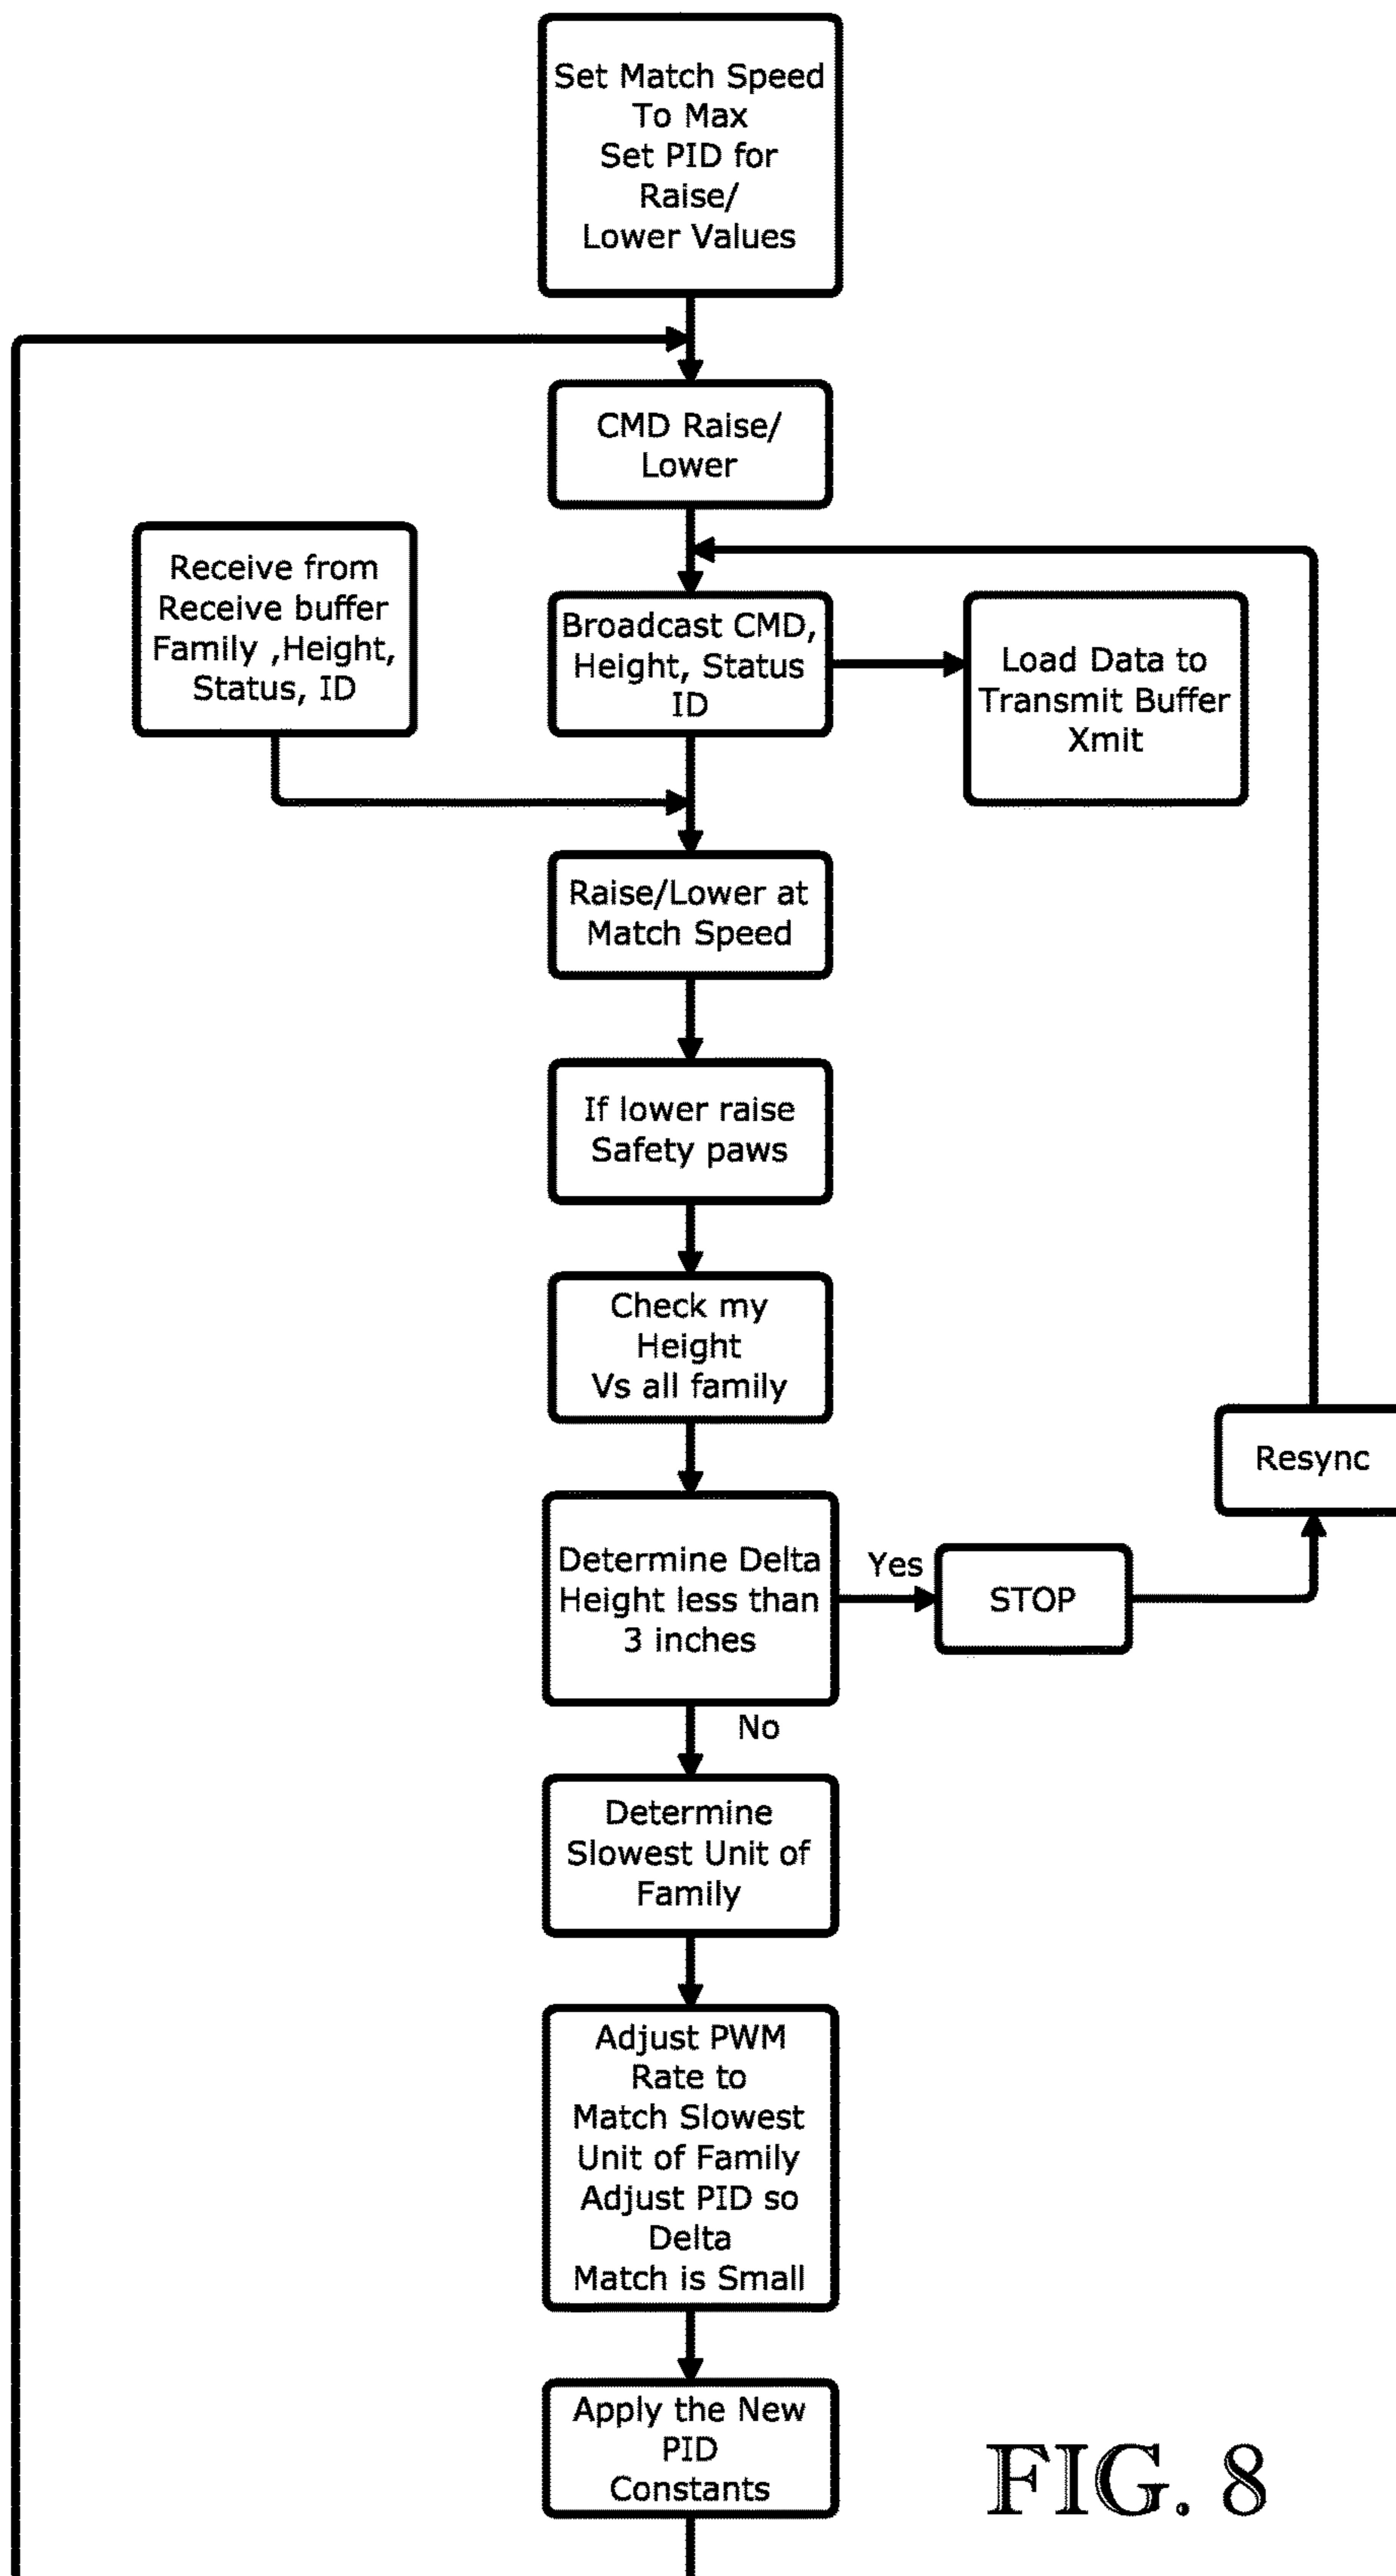 Set Match Speed
To Max
Set PID for
Raise/
Lower Values
CMD Raise/
Lower
Receive from
Receive buffer
Family ,Height,
Status, ID
Broadcast CMD,
Height, Status
ID
Load Data to
Transmit Buffer
Xmit
Raise/Lower at
Match Speed
If lower raise
Safety paws
Check my
Height
Vs all family
Resync
Determine Delta
Height less than
3 inches
Yes
STOP
No
Determine
Slowest Unit of
Family
Adjust PWM
Rate to
Match Slowest
Unit of Family
Adjust PID so
Delta
Match is Small
Apply the New
PID
Constants
FIG. 8